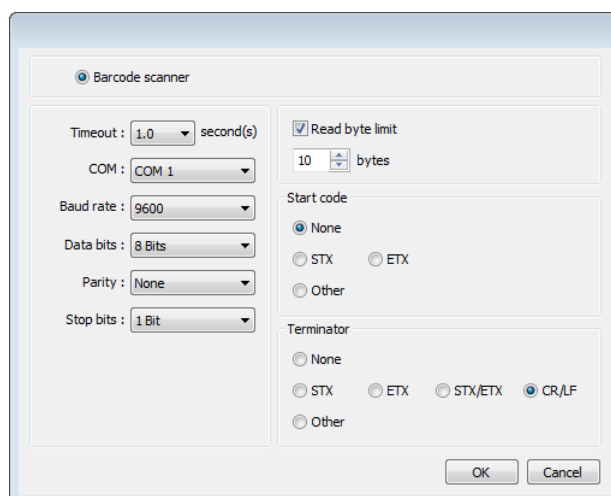 Barcode scanner
Timeout : 1.0 second(s)
COM : COM 1
Baud rate : 9600
Data bits : 8 Bits
Parity : None
Stop bits : 1 Bit
Read byte limit
10 bytes
Start code
None
STX ETX
Other
Terminator
None
STX ETX STX/ETX CR/LF
Other
OK Cancel